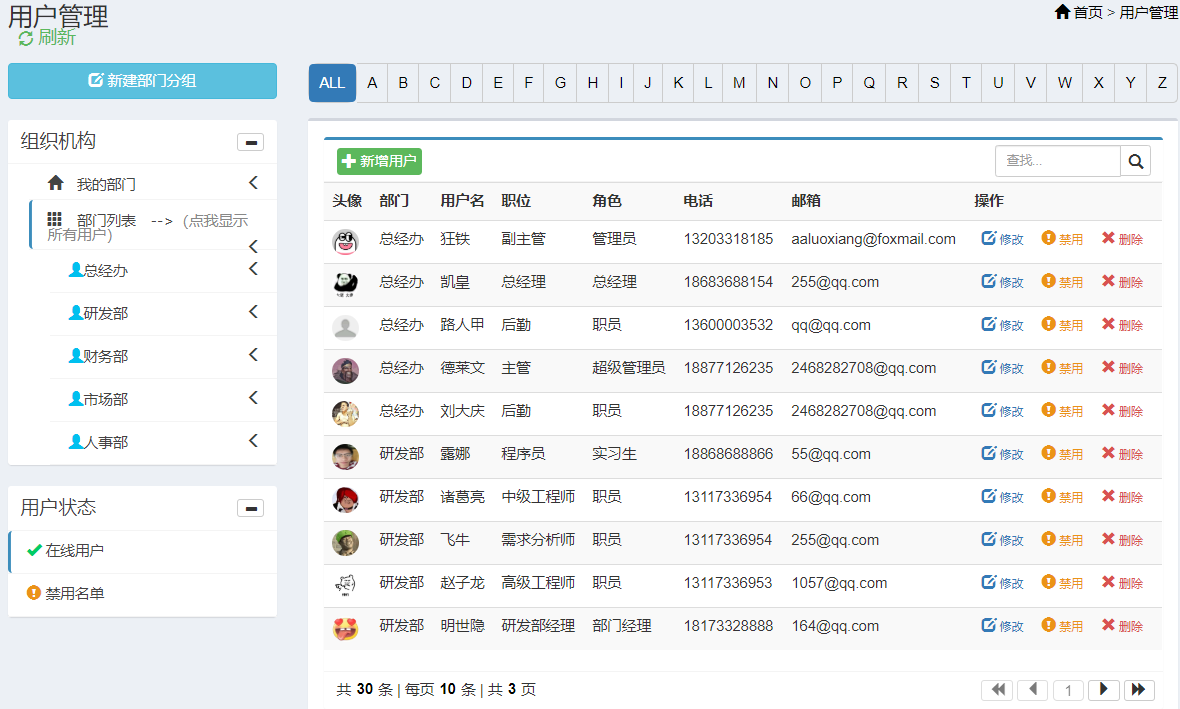 用户管理
刷新
首页 > 用户管理
新建部门分组
ALL A B C D E F G H I J K L M N O P Q R S T U V W X Y Z
组织机构
我的部门
部门列表 --> (点我显示
所有用户)
总经办
研发部
财务部
市场部
人事部
用户状态
在线用户
禁用名单
新增用户
查找...
头像 部门 用户名 职位 角色 电话 邮箱 操作
总经办 狂铁 副主管 管理员 13203318185 aaluoxiang@foxmail.com 修改 禁用 删除
总经办 凯皇 总经理 总经理 18683688154 255@qq.com 修改 禁用 删除
总经办 路人甲 后勤 职员 13600003532 qq@qq.com 修改 禁用 删除
总经办 德莱文 主管 超级管理员 18877126235 2468282708@qq.com 修改 禁用 删除
总经办 刘大庆 后勤 职员 18877126235 2468282708@qq.com 修改 禁用 删除
研发部 露娜 程序员 实习生 18868688866 55@qq.com 修改 禁用 删除
研发部 诸葛亮 中级工程师 职员 13117336954 66@qq.com 修改 禁用 删除
研发部 飞牛 需求分析师 职员 13117336954 255@qq.com 修改 禁用 删除
研发部 赵子龙 高级工程师 职员 13117336953 1057@qq.com 修改 禁用 删除
研发部 明世隐 研发部经理 部门经理 18173328888 164@qq.com 修改 禁用 删除
共 30 条 | 每页 10 条 | 共 3 页
1